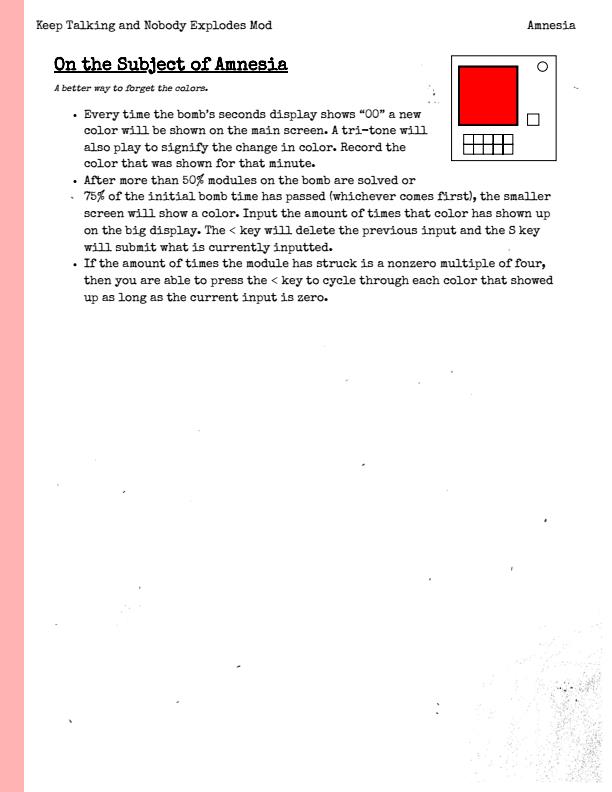 Keep Talking and Nobody Explodes Mod
Amnesia
On the Subject of Amnesia
A better way to forget the colors.
• Every time the bomb's seconds display shows “00” a new
color will be shown on the main screen. A tri-tone will
also play to signify the change in color. Record the
color that was shown for that minute.
• After more than 50% modules on the bomb are solved or
75% of the initial bomb time has passed (whichever comes first), the smaller
screen will show a color. Input the amount of times that color has shown up
on the big display. The < key will delete the previous input and the S key
will submit what is currently inputted.
• If the amount of times the module has struck is a nonzero multiple of four,
then you are able to press the < key to cycle through each color that showed
up as long as the current input is zero.